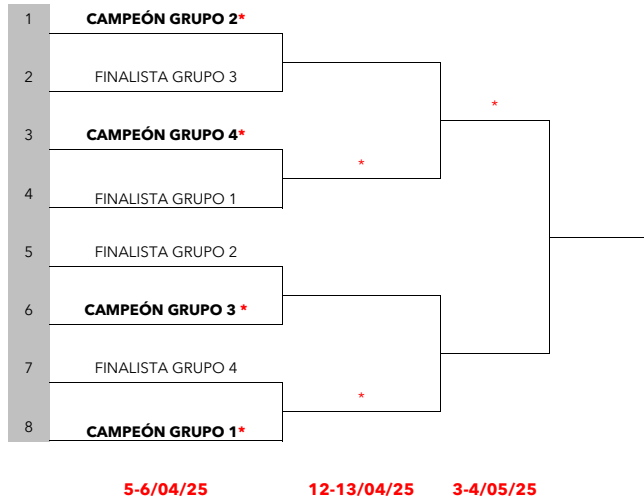 1 CAMPEÓN GRUPO 2*
2 FINALISTA GRUPO 3
*
3 CAMPEÓN GRUPO 4*
*
4 FINALISTA GRUPO 1
5 FINALISTA GRUPO 2
6 CAMPEÓN GRUPO 3 *
7 FINALISTA GRUPO 4
*
8 CAMPEÓN GRUPO 1*
5-6/04/25 12-13/04/25 3-4/05/25